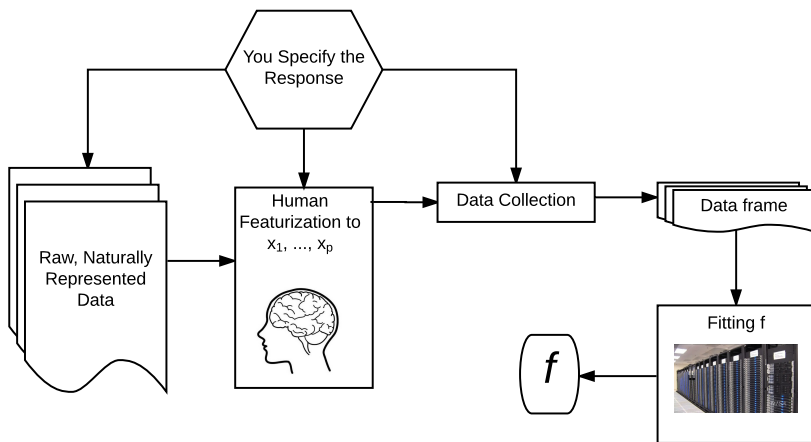 You Specify the
Response
Raw, Naturally
Represented
Data
Human
Featurization to
x₁, ..., xₚ
Data Collection
Data frame
Fitting f
f